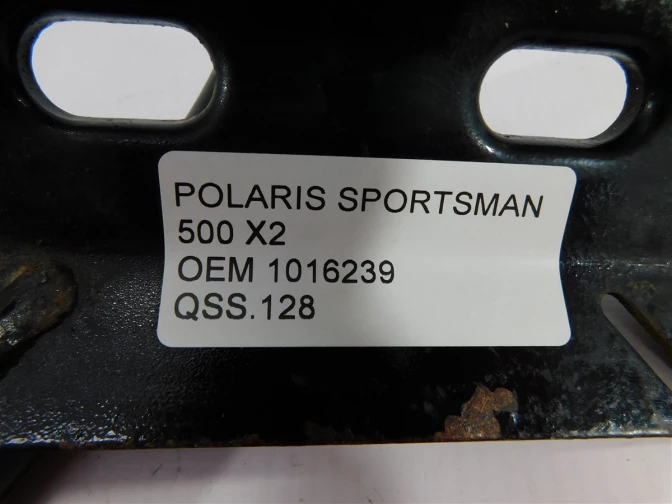 POLARIS SPORTSMAN
500 X2
OEM 1016239
QSS.128